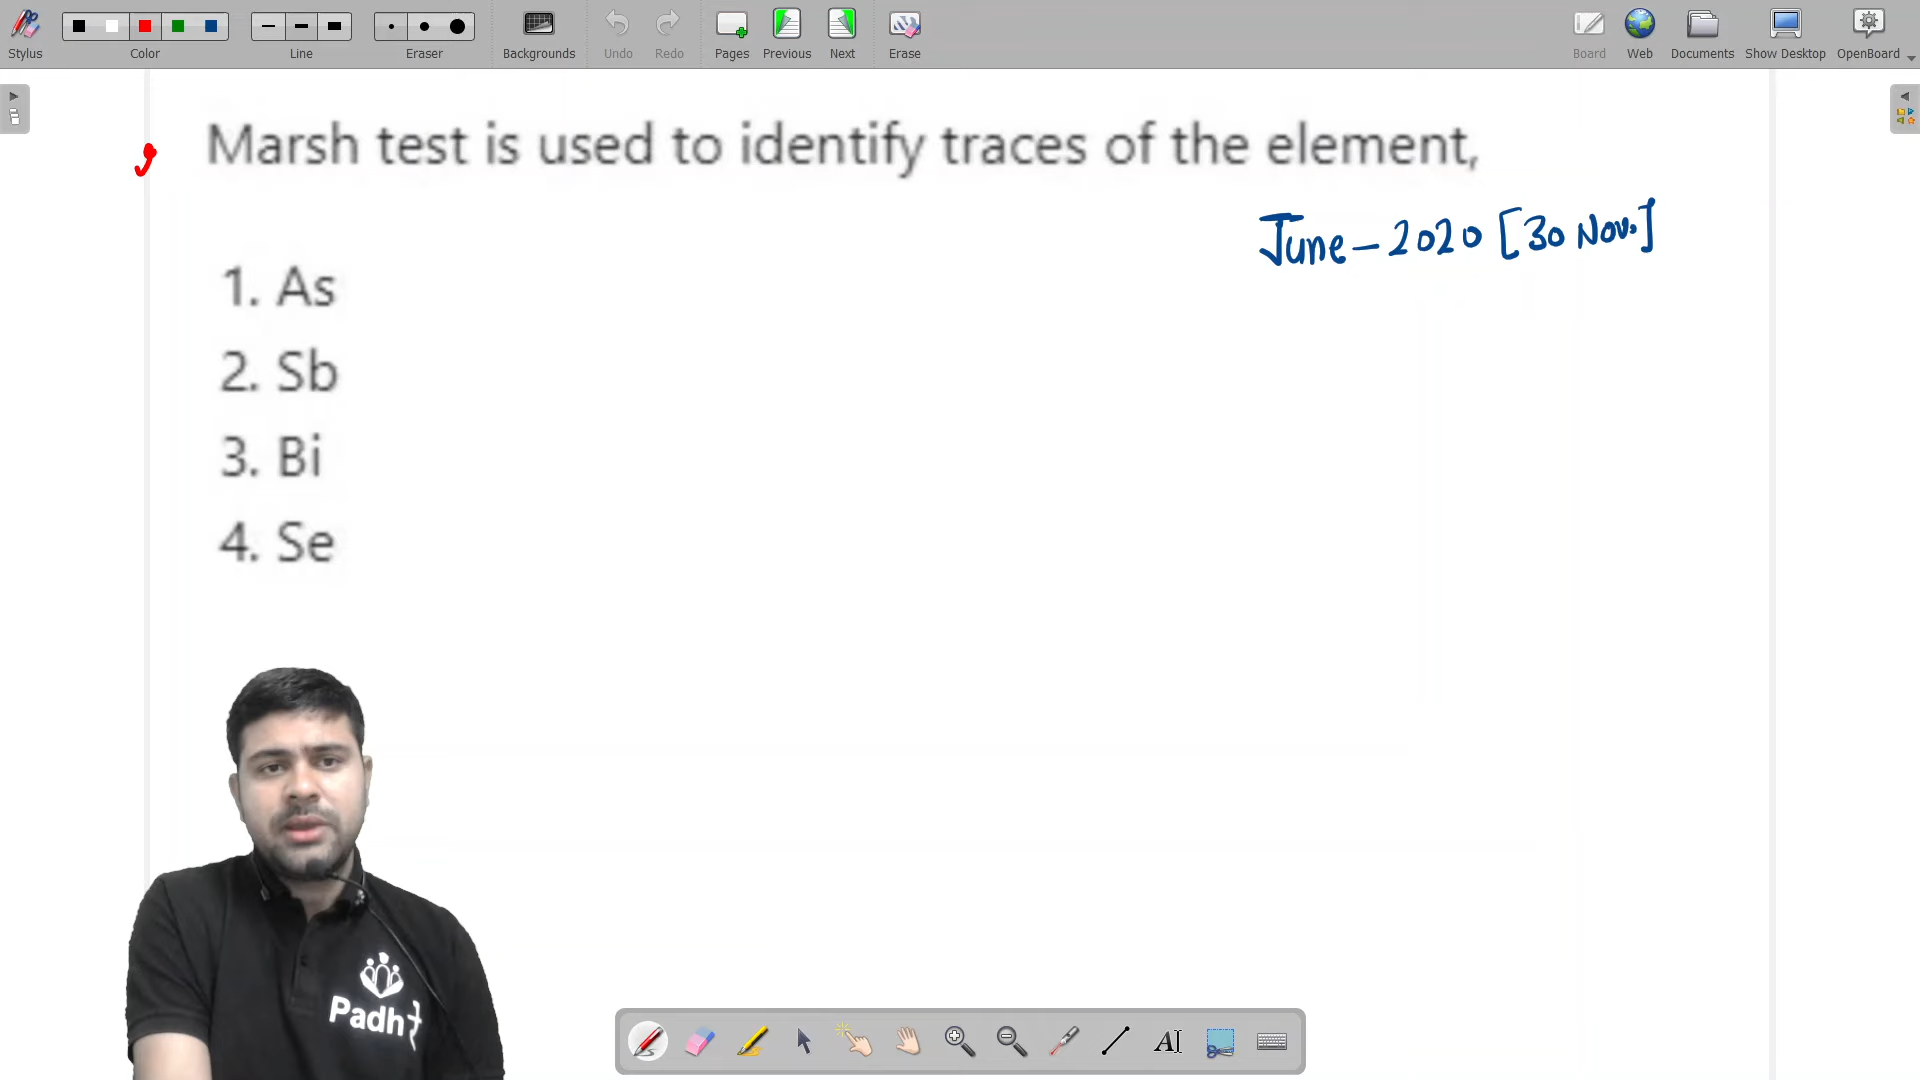 Stylus
Color
Line
Eraser
Backgrounds
Undo
Redo
Pages
Previous
Next
Erase
Board
Web
Documents
Show Desktop
OpenBoard
Marsh test is used to identify traces of the element,
June - 2020 [30 Nov.]
1. As
2. Sb
3. Bi
4. Se
Padhरे
AI